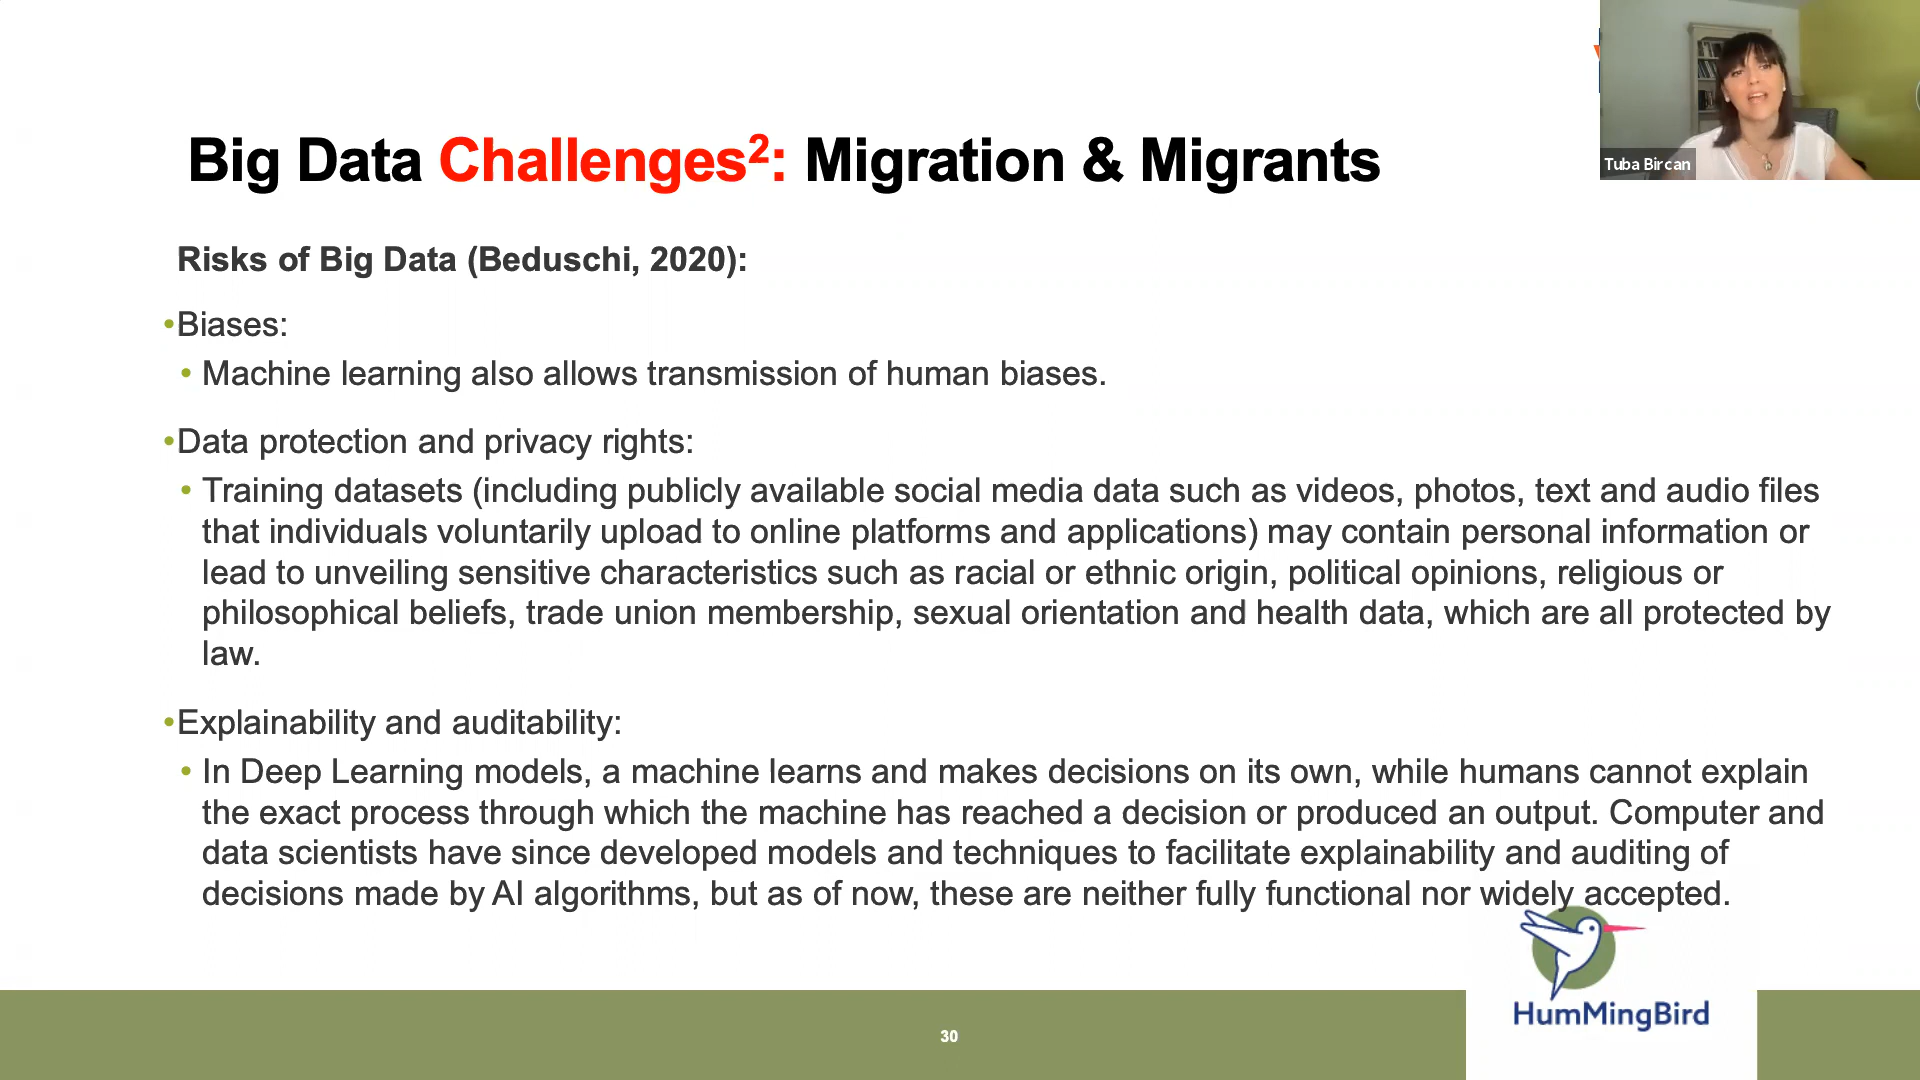 Big Data Challenges²: Migration & Migrants
Tuba Bircan
Risks of Big Data (Beduschi, 2020):
•Biases:
• Machine learning also allows transmission of human biases.
•Data protection and privacy rights:
• Training datasets (including publicly available social media data such as videos, photos, text and audio files
that individuals voluntarily upload to online platforms and applications) may contain personal information or
lead to unveiling sensitive characteristics such as racial or ethnic origin, political opinions, religious or
philosophical beliefs, trade union membership, sexual orientation and health data, which are all protected by
law.
•Explainability and auditability:
• In Deep Learning models, a machine learns and makes decisions on its own, while humans cannot explain
the exact process through which the machine has reached a decision or produced an output. Computer and
data scientists have since developed models and techniques to facilitate explainability and auditing of
decisions made by AI algorithms, but as of now, these are neither fully functional nor widely accepted.
HumMingBird
30